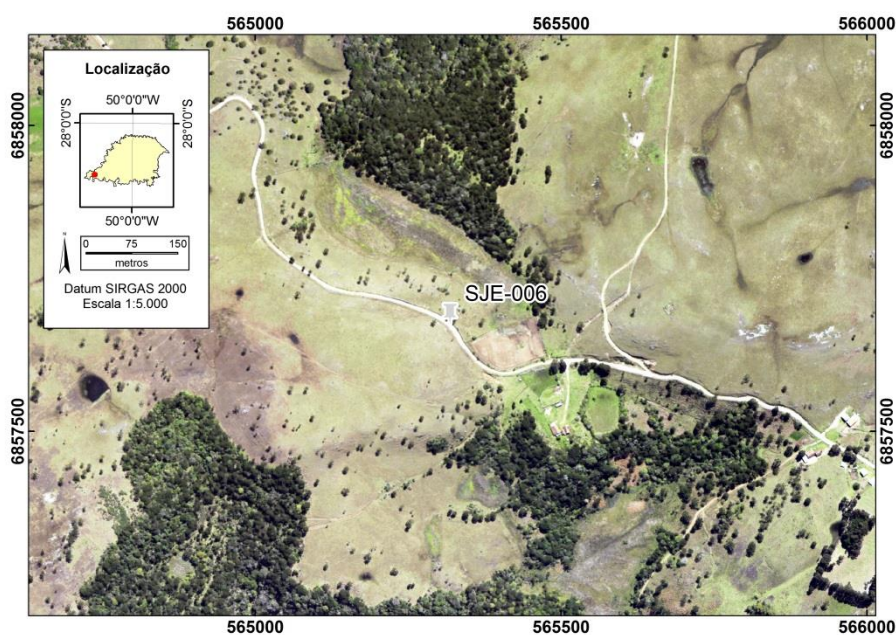 565000 565500 566000
Localização
50°0'0"W
28°0'0"S 28°0'0"S
50°0'0"W
0 75 150
metros
Datum SIRGAS 2000
Escala 1:5.000
SJE-006
6858000 6858000
6857500 6857500
565000 565500 566000